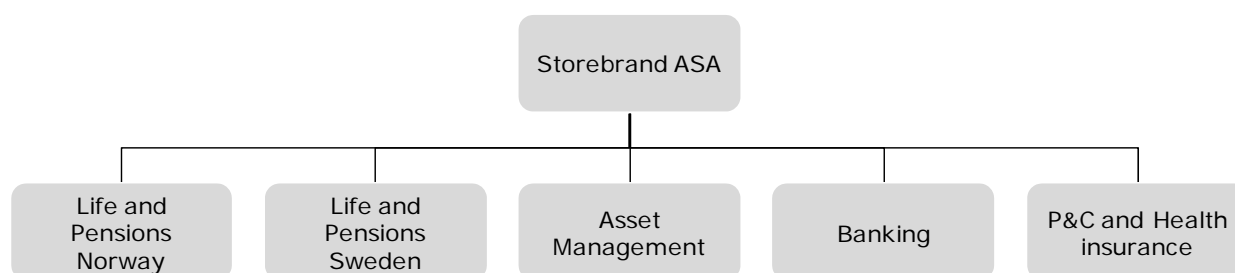 Storebrand ASA
Life and
Pensions
Norway
Life and
Pensions
Sweden
Asset
Management
Banking
P&C and Health
insurance